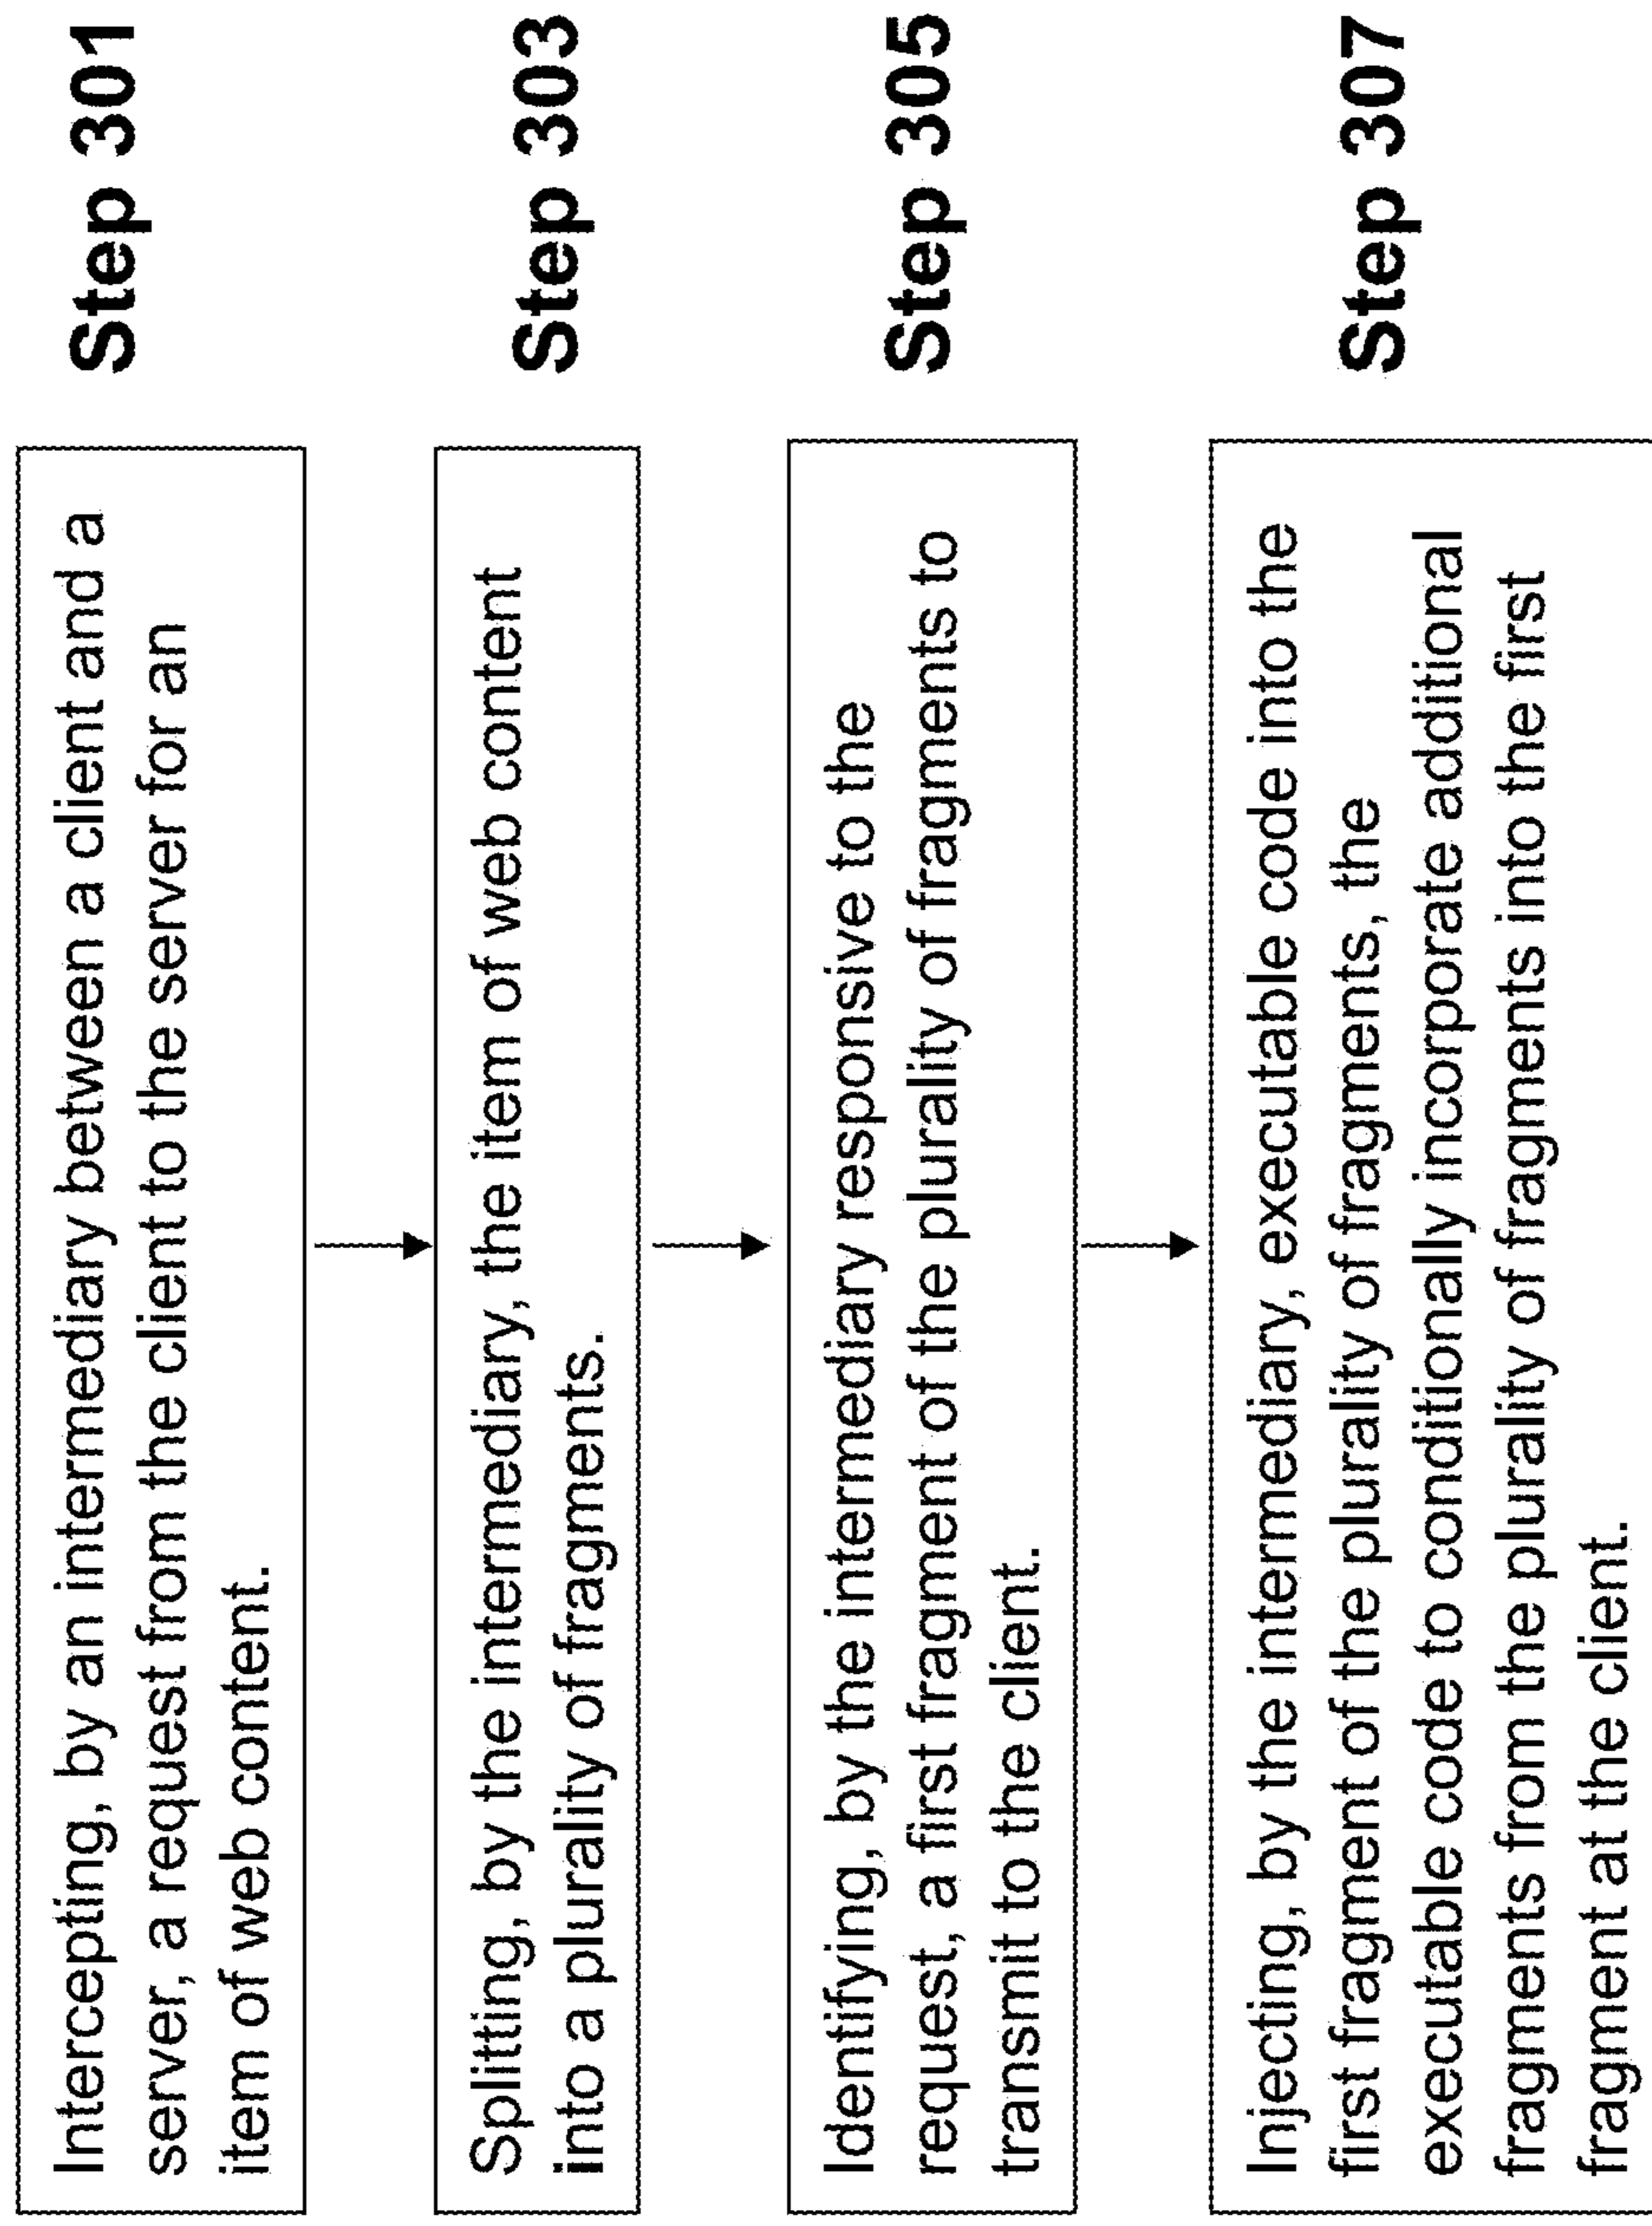 Intercepting, by an intermediary between a client and a
server, a request from the client to the server for an
item of web content.
Step 301
Splitting, by the intermediary, the item of web content
into a plurality of fragments.
Step 303
Identifying, by the intermediary responsive to the
request, a first fragment of the plurality of fragments to
transmit to the client.
Step 305
Injecting, by the intermediary, executable code into the
first fragment of the plurality of fragments, the
executable code to conditionally incorporate additional
fragments from the plurality of fragments into the first
fragment at the client.
Step 307